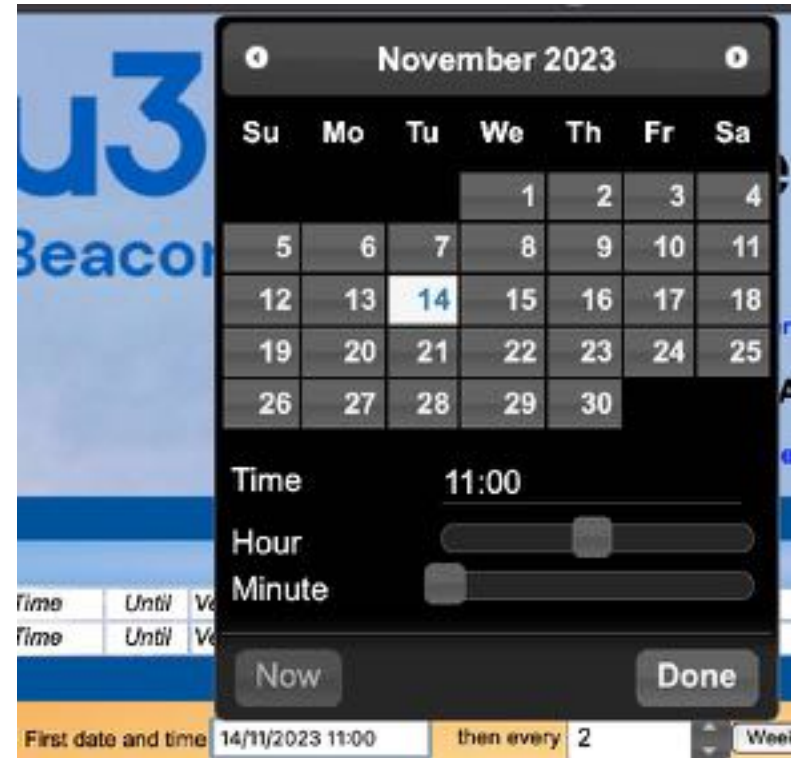 u3
Beacon
November 2023
Su Mo Tu We Th Fr Sa
1 2 3 4
5 6 7 8 9 10 11
12 13 14 15 16 17 18
19 20 21 22 23 24 25
26 27 28 29 30
Time 11:00
Hour
Minute
Time Until
Time Until
Now Done
First date and time 14/11/2023 11:00 then every 2